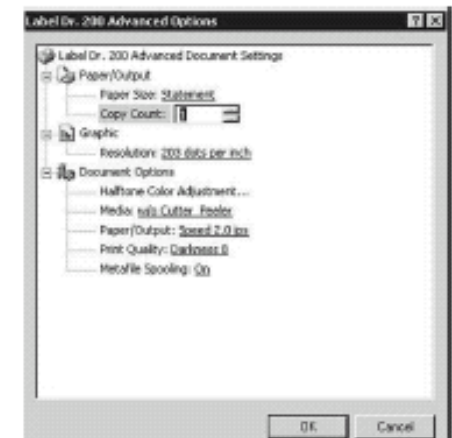 Label Dr. 200 Advanced Options
Label Dr. 200 Advanced Document Settings
Paper/Output
Paper Size: Statement
Copy Count: 1
Graphic
Resolution: 203 dots per inch
Document Options
Halftone Color Adjustment...
Media: w/o Cutter, Peeler
Paper/Output: Speed 2.0 ips
Print Quality: Darkness 8
Metafile Spooling: On
OK Cancel